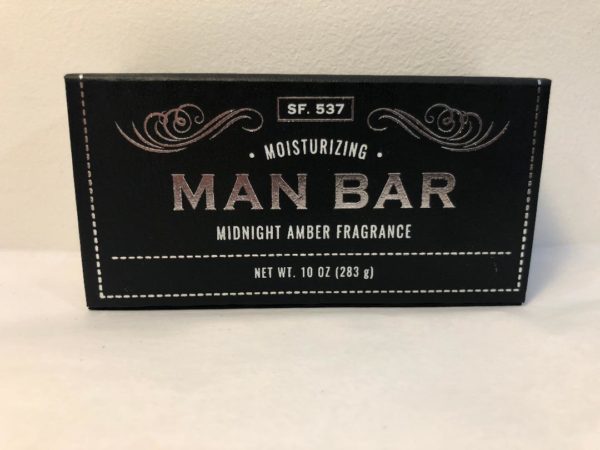 SF. 537
• MOISTURIZING •
MAN BAR
MIDNIGHT AMBER FRAGRANCE
NET WT. 10 OZ (283 g)